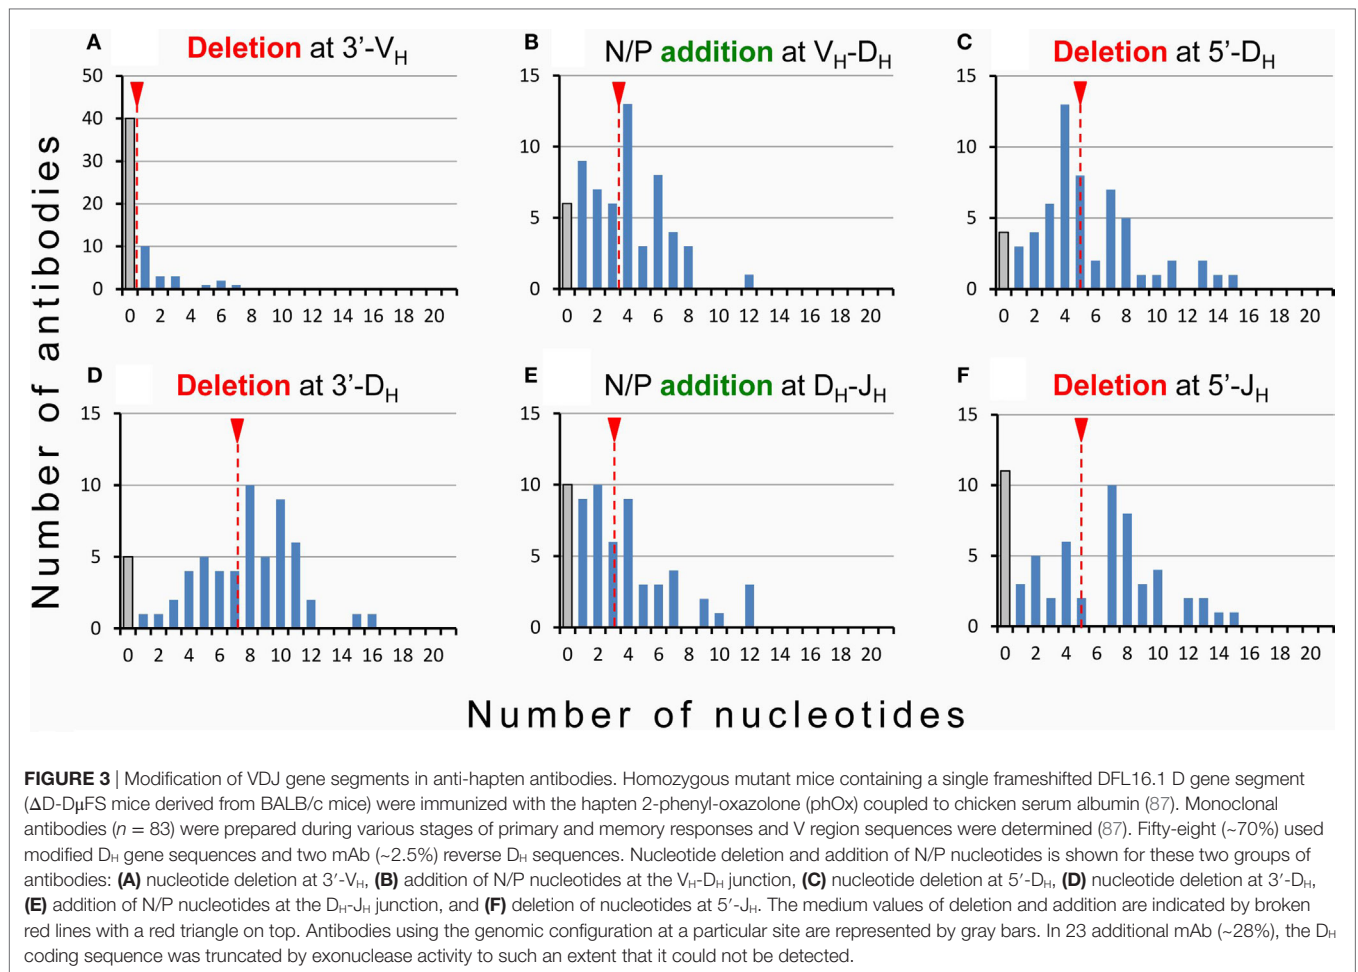 A Deletion at 3’-VH
B N/P addition at VH-DH
C Deletion at 5’-DH
50
40
30
20
10
0
0 2 4 6 8 10 12 14 16 18 20
15
10
5
0
0 2 4 6 8 10 12 14 16 18 20
15
10
5
0
0 2 4 6 8 10 12 14 16 18 20
Number of antibodies
D Deletion at 3’-DH
E N/P addition at DH-JH
F Deletion at 5’-JH
15
10
5
0
0 2 4 6 8 10 12 14 16 18 20
15
10
5
0
0 2 4 6 8 10 12 14 16 18 20
15
10
5
0
0 2 4 6 8 10 12 14 16 18 20
Number of nucleotides
FIGURE 3 | Modification of VDJ gene segments in anti-hapten antibodies. Homozygous mutant mice containing a single frameshifted DFL16.1 D gene segment
(ΔD-DμFS mice derived from BALB/c mice) were immunized with the hapten 2-phenyl-oxazolone (phOx) coupled to chicken serum albumin (87). Monoclonal
antibodies (n = 83) were prepared during various stages of primary and memory responses and V region sequences were determined (87). Fifty-eight (~70%) used
modified DH gene sequences and two mAb (~2.5%) reverse DH sequences. Nucleotide deletion and addition of N/P nucleotides is shown for these two groups of
antibodies: (A) nucleotide deletion at 3′-VH, (B) addition of N/P nucleotides at the VH-DH junction, (C) nucleotide deletion at 5′-DH, (D) nucleotide deletion at 3′-DH,
(E) addition of N/P nucleotides at the DH-JH junction, and (F) deletion of nucleotides at 5′-JH. The medium values of deletion and addition are indicated by broken
red lines with a red triangle on top. Antibodies using the genomic configuration at a particular site are represented by gray bars. In 23 additional mAb (~28%), the DH
coding sequence was truncated by exonuclease activity to such an extent that it could not be detected.